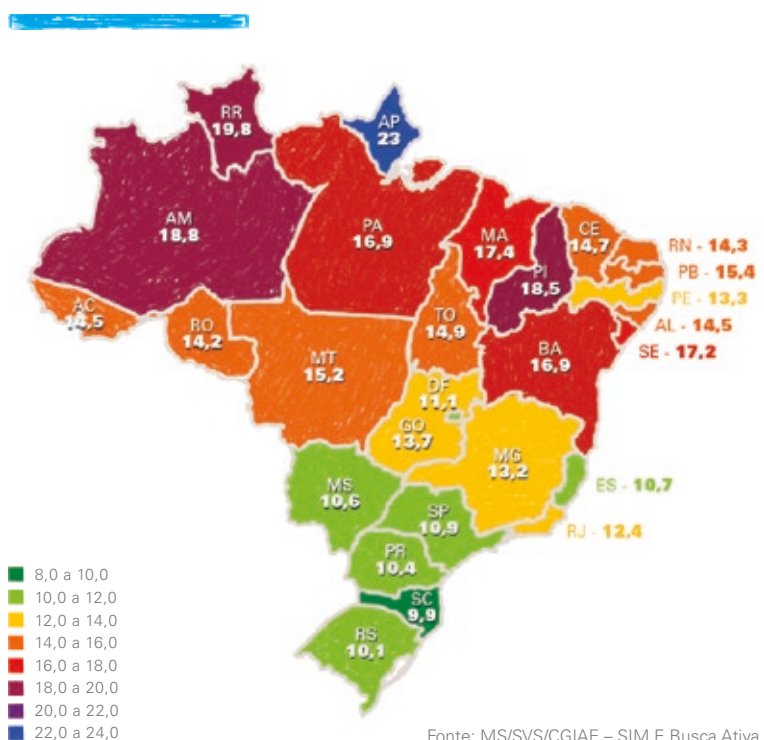 RR
19,8
AP
23
AM
18,8
PA
16,9
MA
17,4
CE
14,7
RN - 14,3
PB - 15,4
PE - 13,3
AL - 14,5
SE - 17,2
PI
18,5
AC
14,5
RO
14,2
TO
14,9
MT
15,2
BA
16,9
DF
11,1
GO
13,7
MG
13,2
ES - 10,7
MS
10,6
SP
10,9
RJ - 12,4
PR
10,4
SC
9,9
RS
10,1
8,0 a 10,0
10,0 a 12,0
12,0 a 14,0
14,0 a 16,0
16,0 a 18,0
18,0 a 20,0
20,0 a 22,0
22,0 a 24,0
Fonte: MS/SVS/CGIAE – SIM E Busca Ativa